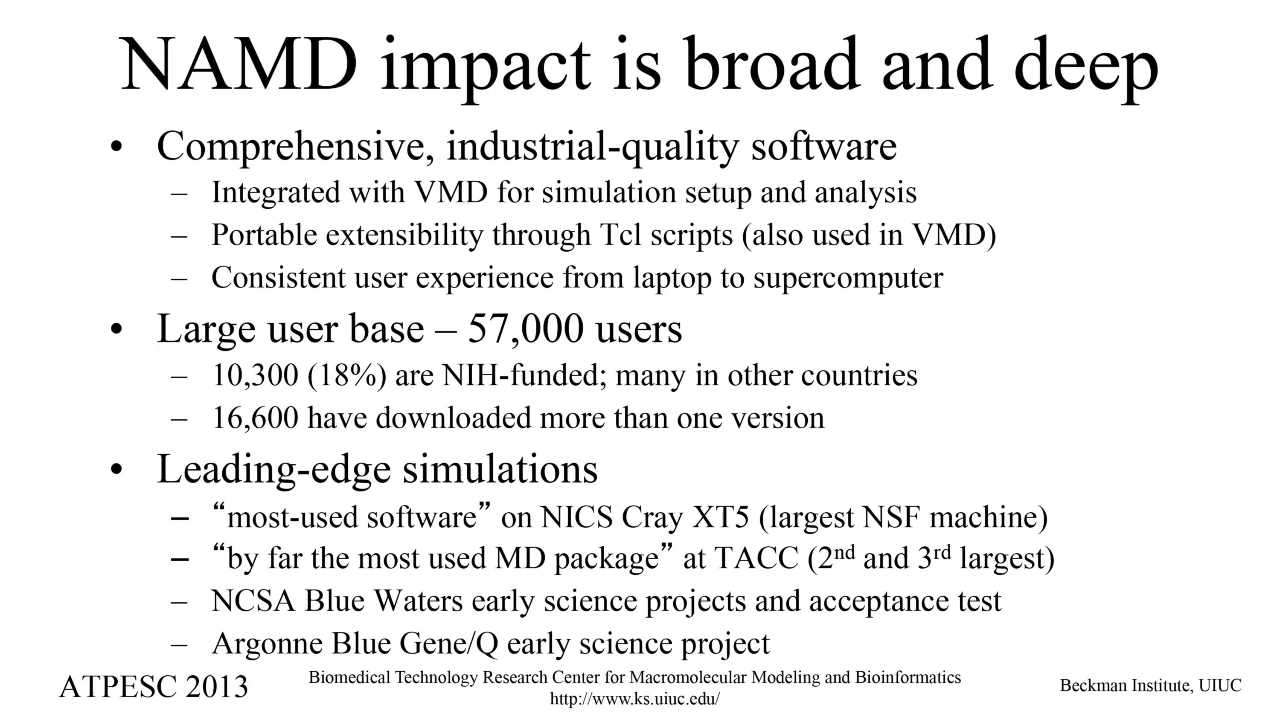 NAMD impact is broad and deep
• Comprehensive, industrial-quality software
– Integrated with VMD for simulation setup and analysis
– Portable extensibility through Tcl scripts (also used in VMD)
– Consistent user experience from laptop to supercomputer
• Large user base – 57,000 users
– 10,300 (18%) are NIH-funded; many in other countries
– 16,600 have downloaded more than one version
• Leading-edge simulations
– “most-used software” on NICS Cray XT5 (largest NSF machine)
– “by far the most used MD package” at TACC (2nd and 3rd largest)
– NCSA Blue Waters early science projects and acceptance test
– Argonne Blue Gene/Q early science project
ATPESC 2013
Biomedical Technology Research Center for Macromolecular Modeling and Bioinformatics
http://www.ks.uiuc.edu/
Beckman Institute, UIUC